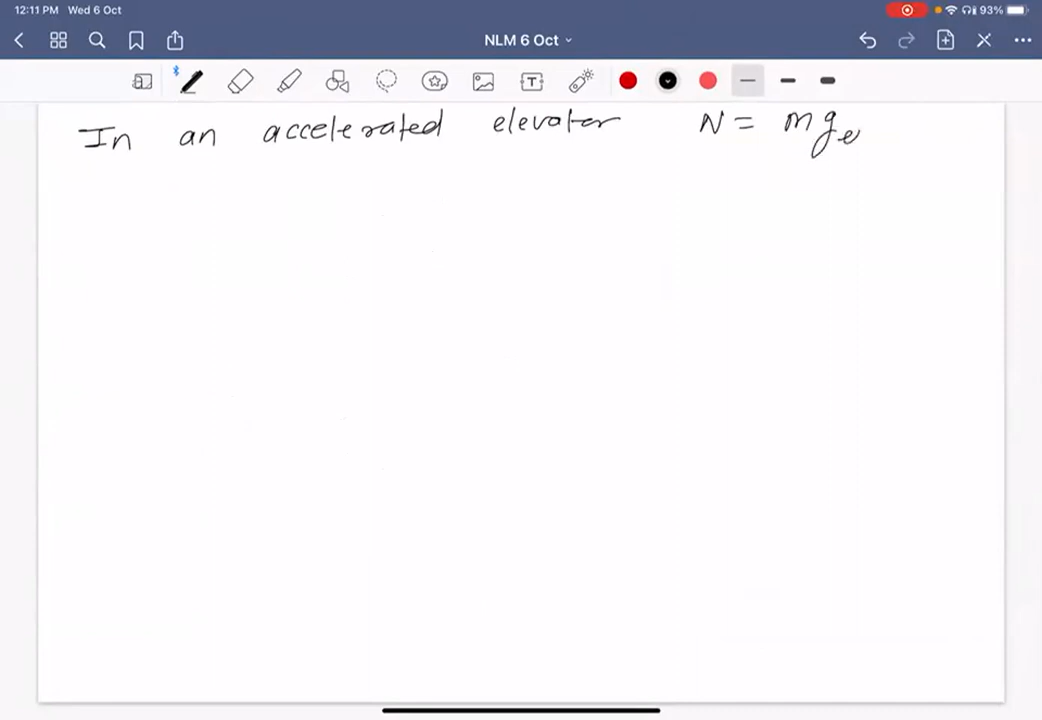 12:11 PM Wed 6 Oct 93%
NLM 6 Oct
T
In an accelerated elevator N = mgₑ